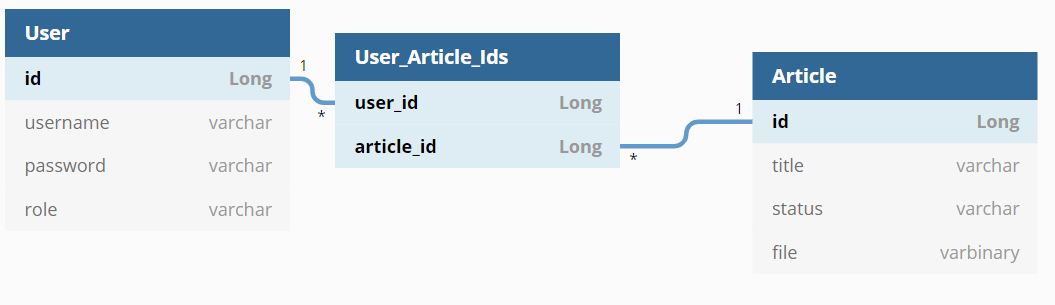 User
id Long
username varchar
password varchar
role varchar
1
*
User_Article_Ids
user_id Long
article_id Long
*
1
Article
id Long
title varchar
status varchar
file varbinary